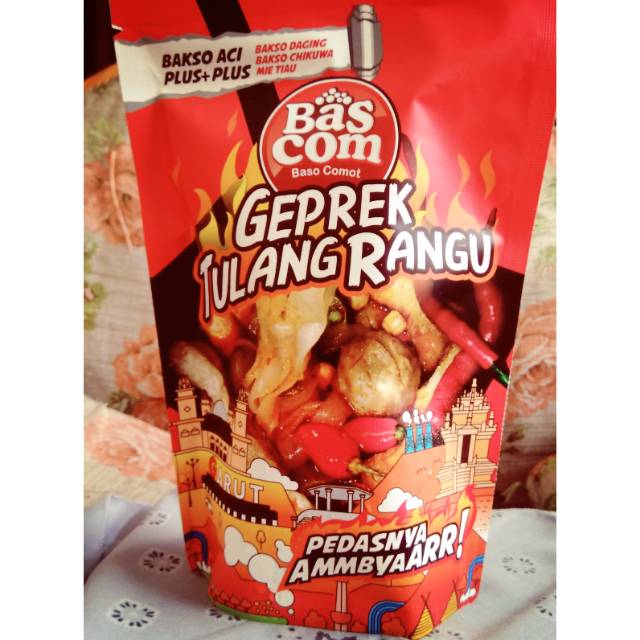 BAKSO ACI
PLUS+PLUS
BAKSO DAGING
BAKSO CHIKUWA
MIE TIAU
Bas
com
Baso Comot
GEPREK
TULANG RANGU
GARUT
PEDASNYA
AMMBYAARR!